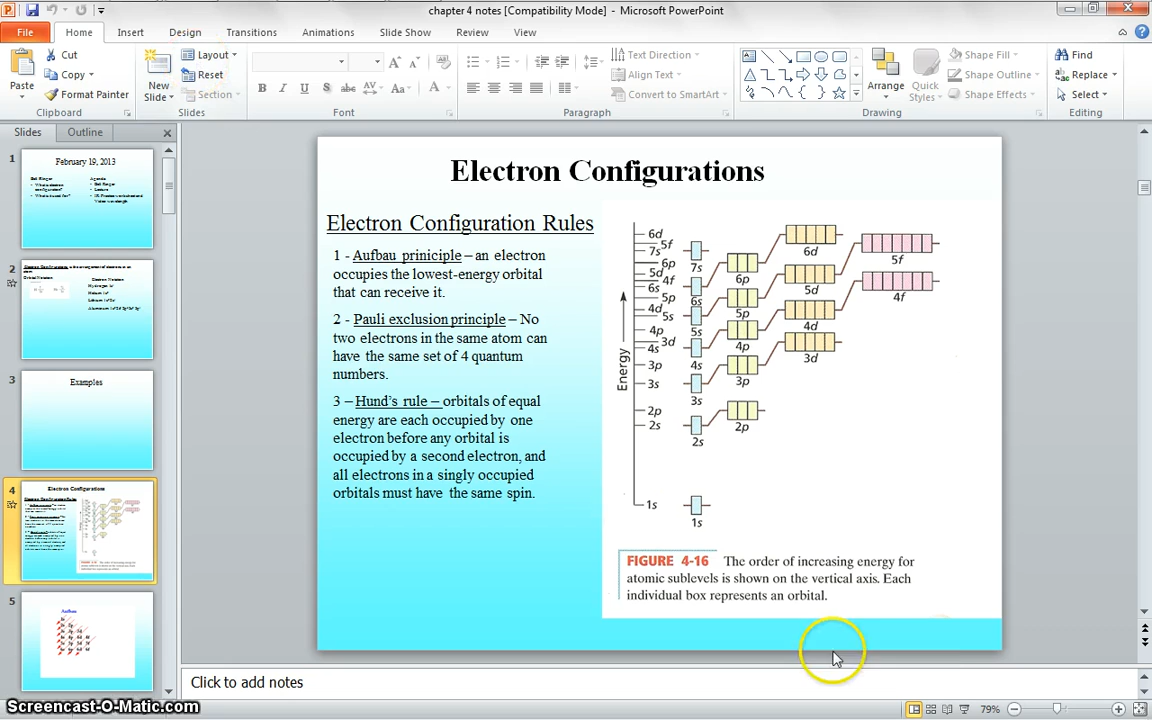 chapter 4 notes [Compatibility Mode] - Microsoft PowerPoint
File Home Insert Design Transitions Animations Slide Show Review View
Paste
Cut
Copy
Format Painter
Clipboard
New Slide
Layout
Reset
Section
Slides
B I U S abc AV Aa A
Font
Text Direction
Align Text
Convert to SmartArt
Paragraph
Arrange
Quick Styles
Shape Fill
Shape Outline
Shape Effects
Drawing
Find
Replace
Select
Editing
Slides Outline
1
February 19, 2013
Bell Ringer
Agenda
2
3
Examples
4
Electron Configurations
5
Aufbau
Electron Configurations
Electron Configuration Rules
1 - Aufbau priniciple – an electron
occupies the lowest-energy orbital
that can receive it.
2 - Pauli exclusion principle – No
two electrons in the same atom can
have the same set of 4 quantum
numbers.
3 – Hund's rule – orbitals of equal
energy are each occupied by one
electron before any orbital is
occupied by a second electron, and
all electrons in a singly occupied
orbitals must have the same spin.
Energy
6d
5f
7s
6p
5d
4f
6s
5p
4d
5s
4p
3d
4s
3p
3s
2p
2s
1s
7s
6s
5s
4s
3s
2s
1s
6p
5p
4p
3p
2p
6d
5d
4d
3d
5f
4f
FIGURE 4-16 The order of increasing energy for
atomic sublevels is shown on the vertical axis. Each
individual box represents an orbital.
Click to add notes
Screencast-O-Matic.com
79%